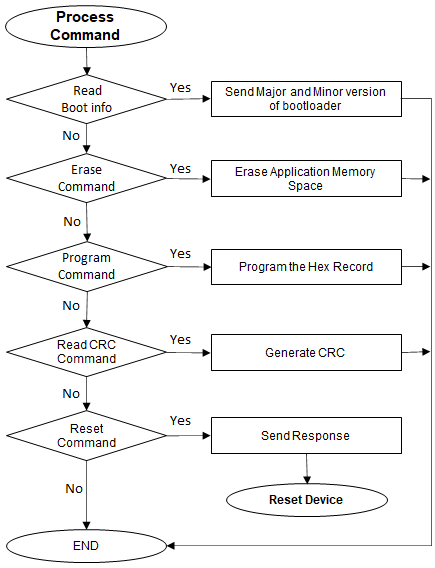 Process
Command
Read
Boot info
Yes
Send Major and Minor version
of bootloader
No
Erase
Command
Yes
Erase Application Memory
Space
No
Program
Command
Yes
Program the Hex Record
No
Read CRC
Command
Yes
Generate CRC
No
Reset
Command
Yes
Send Response
No
Reset Device
END